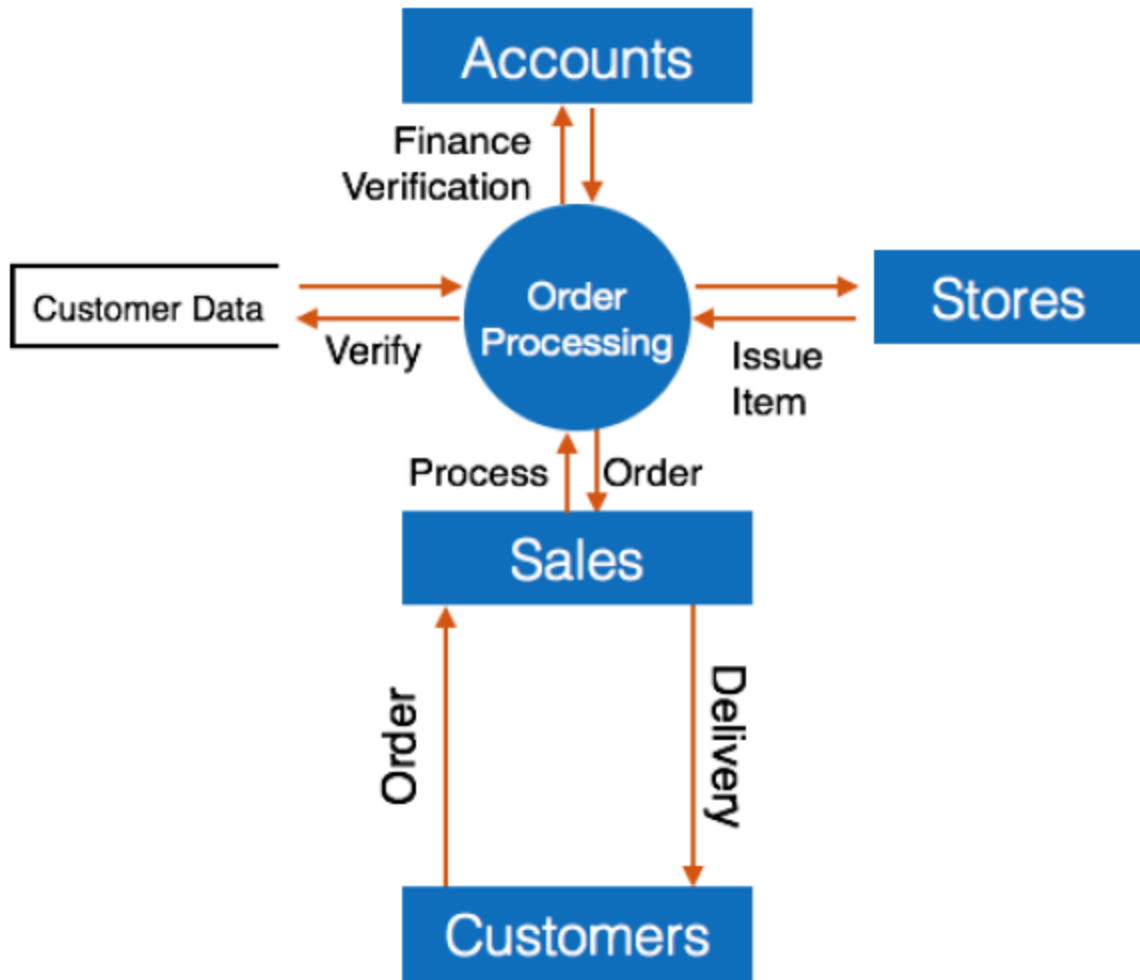 Accounts
Finance
Verification
Customer Data
Order
Processing
Stores
Verify
Issue
Item
Process
Order
Sales
Order
Delivery
Customers